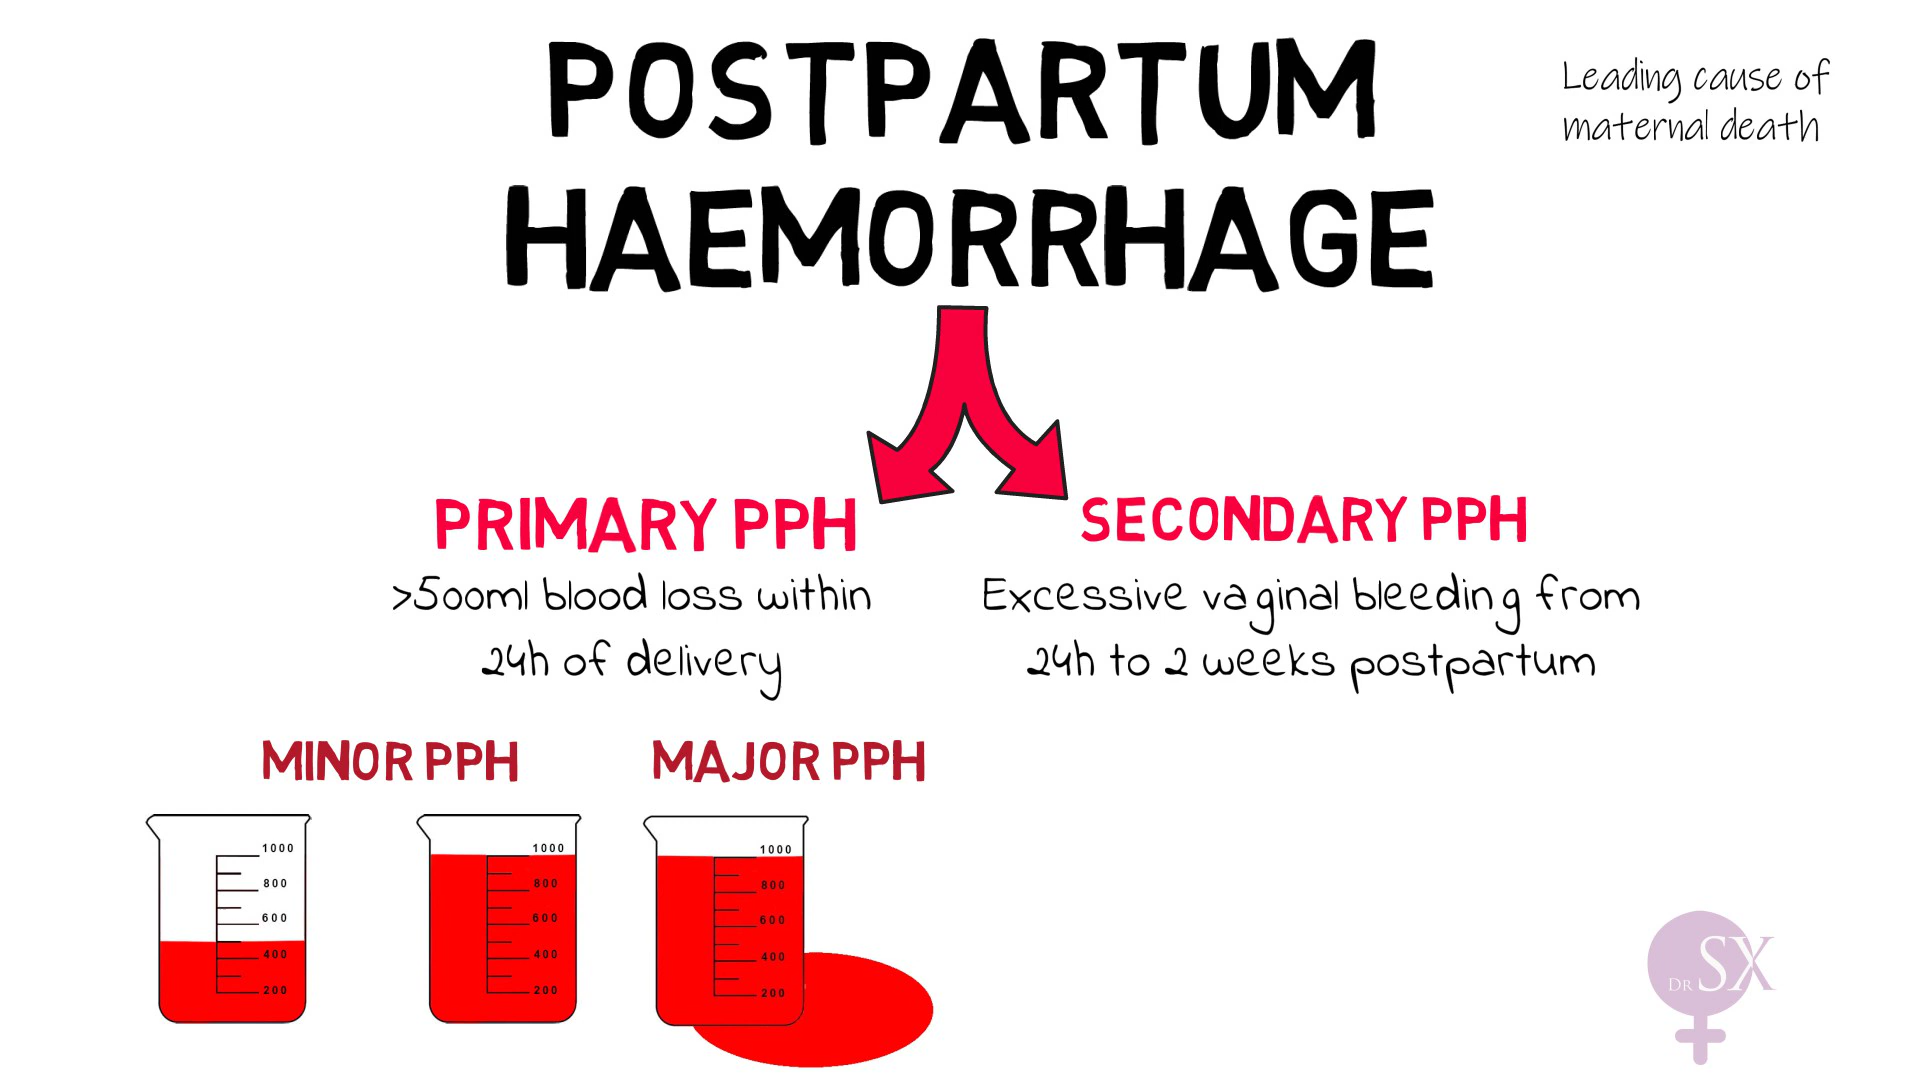 POSTPARTUM
HAEMORRHAGE
Leading cause of
maternal death
PRIMARY PPH
>500ml blood loss within
24h of delivery
SECONDARY PPH
Excessive vaginal bleeding from
24h to 2 weeks postpartum
MINOR PPH
MAJOR PPH
1000
800
600
400
200
1000
800
600
400
200
1000
800
600
400
200
DR SX